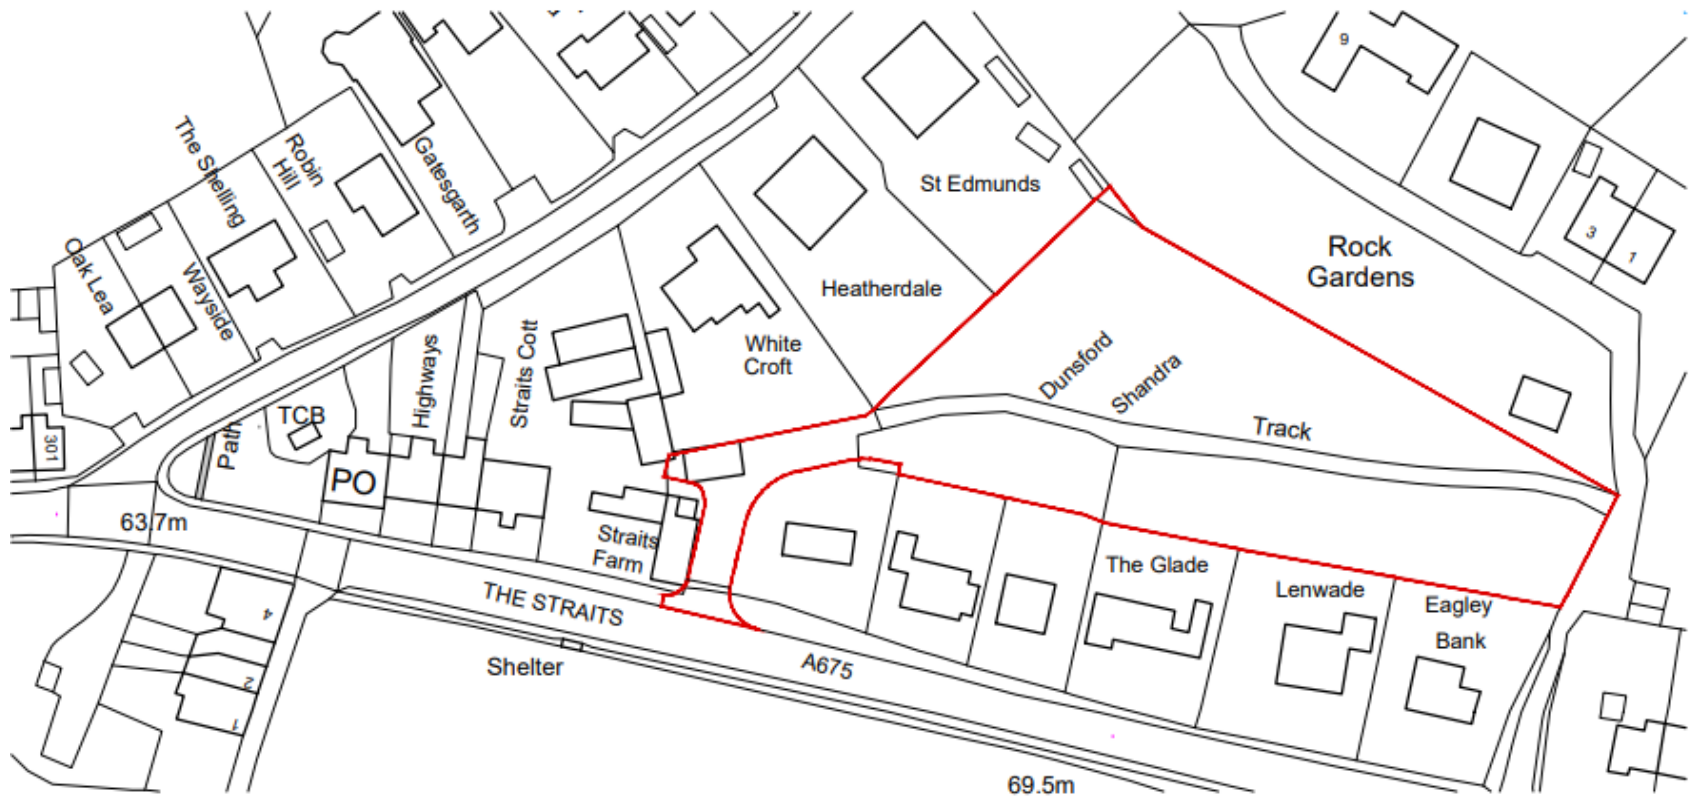 9
The Shelling
Robin
Hill
Gatesgarth
St Edmunds
3
1
Rock
Gardens
Oak Lea
Wayside
Heatherdale
White
Croft
Highways
Straits Cott
Dunsford
Shandra
TCB
Path
Track
301
PO
63.7m
Straits
Farm
The Glade
Lenwade
Eagley
Bank
THE STRAITS
4
2
1
Shelter
A675
69.5m